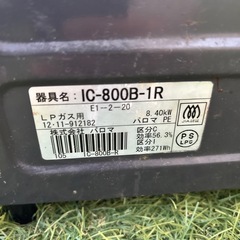 器具名：IC-800B-1R
E1-2-20
LPガス用 8.40kW
12・11-912182 パロマ PE
株式会社 パロマ
区分C
効率56.3%
区分I
効率271Wh
105 IC-800B-R
PS
LPG